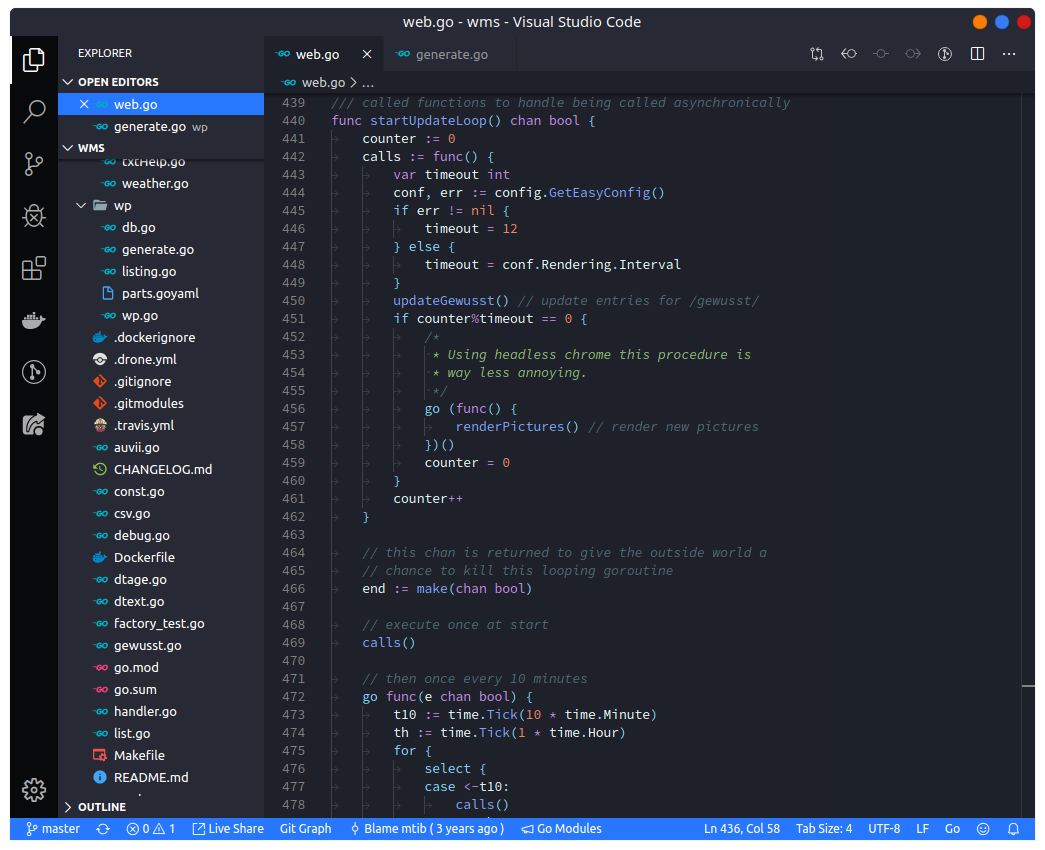 web.go - wms - Visual Studio Code
EXPLORER
OPEN EDITORS
web.go
generate.go wp
WMS
txtHelp.go
weather.go
wp
db.go
generate.go
listing.go
parts.goyaml
wp.go
.dockerignore
.drone.yml
.gitignore
.gitmodules
.travis.yml
auvii.go
CHANGELOG.md
const.go
csv.go
debug.go
Dockerfile
dtage.go
dtext.go
factory_test.go
gewusst.go
go.mod
go.sum
handler.go
list.go
Makefile
README.md
OUTLINE
web.go
generate.go
web.go > ...
439 /// called functions to handle being called asynchronically
440 func startUpdateLoop() chan bool {
441 counter := 0
442 calls := func() {
443 var timeout int
444 conf, err := config.GetEasyConfig()
445 if err != nil {
446 timeout = 12
447 } else {
448 timeout = conf.Rendering.Interval
449 }
450 updateGewusst() // update entries for /gewusst/
451 if counter%timeout == 0 {
452 /*
453 * Using headless chrome this procedure is
454 * way less annoying.
455 */
456 go (func() {
457 renderPictures() // render new pictures
458 })()
459 counter = 0
460 }
461 counter++
462 }
463
464 // this chan is returned to give the outside world a
465 // chance to kill this looping goroutine
466 end := make(chan bool)
467
468 // execute once at start
469 calls()
470
471 // then once every 10 minutes
472 go func(e chan bool) {
473 t10 := time.Tick(10 * time.Minute)
474 th := time.Tick(1 * time.Hour)
475 for {
476 select {
477 case <-t10:
478 calls()
master
0
1
Live Share
Git Graph
Blame mtib ( 3 years ago )
Go Modules
Ln 436, Col 58
Tab Size: 4
UTF-8
LF
Go